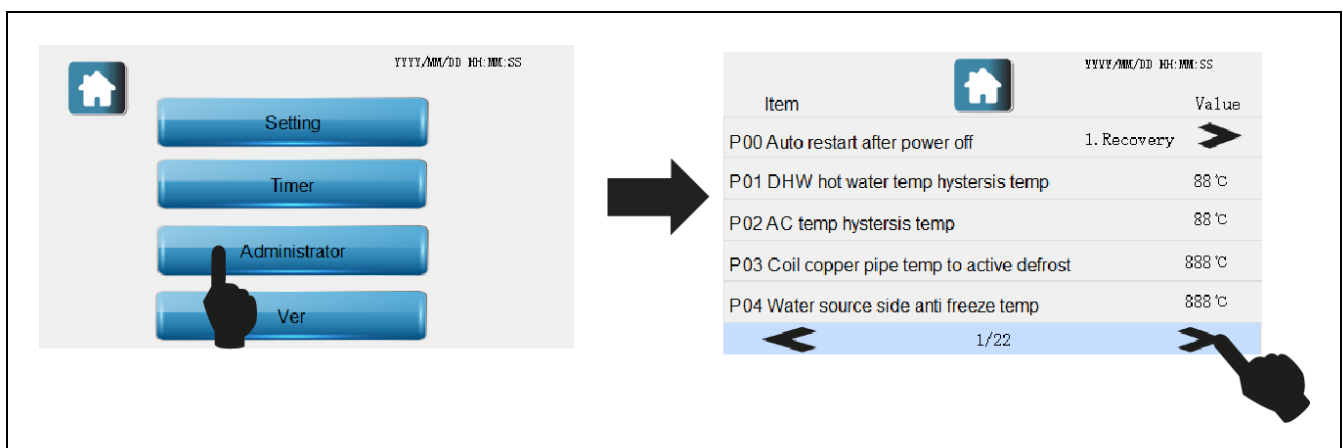 YYYY/MM/DD HH:MM:SS
Setting
Timer
Administrator
Ver
YYYY/MM/DD HH:MM:SS
Item Value
P00 Auto restart after power off 1.Recovery
P01 DHW hot water temp hystersis temp 88℃
P02 AC temp hystersis temp 88℃
P03 Coil copper pipe temp to active defrost 888℃
P04 Water source side anti freeze temp 888℃
1/22